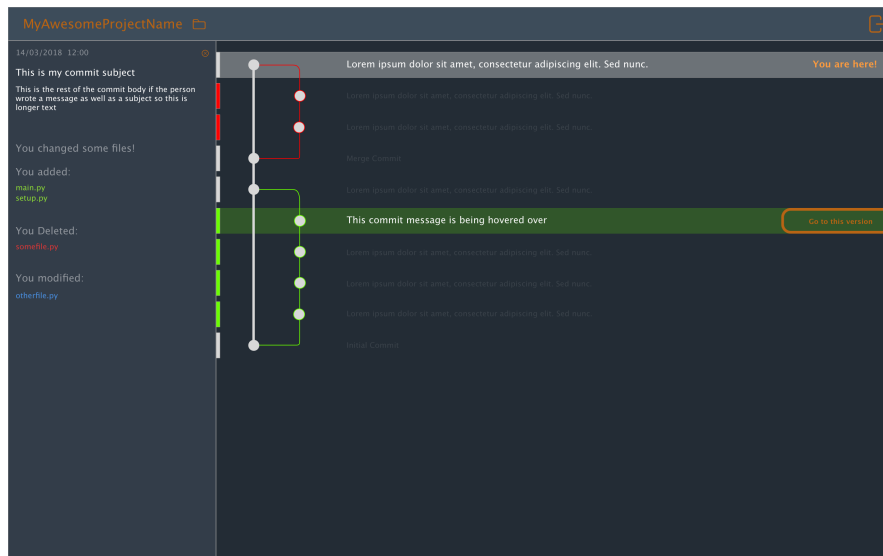 MyAwesomeProjectName
14/03/2018 12:00
This is my commit subject
This is the rest of the commit body if the person
wrote a message as well as a subject so this is
longer text
You changed some files!
You added:
main.py
setup.py
You Deleted:
somefile.py
You modified:
otherfile.py
Lorem ipsum dolor sit amet, consectetur adipiscing elit. Sed nunc.
You are here!
Lorem ipsum dolor sit amet, consectetur adipiscing elit. Sed nunc.
Lorem ipsum dolor sit amet, consectetur adipiscing elit. Sed nunc.
Merge Commit
Lorem ipsum dolor sit amet, consectetur adipiscing elit. Sed nunc.
This commit message is being hovered over
Go to this version
Lorem ipsum dolor sit amet, consectetur adipiscing elit. Sed nunc.
Lorem ipsum dolor sit amet, consectetur adipiscing elit. Sed nunc.
Lorem ipsum dolor sit amet, consectetur adipiscing elit. Sed nunc.
Initial Commit